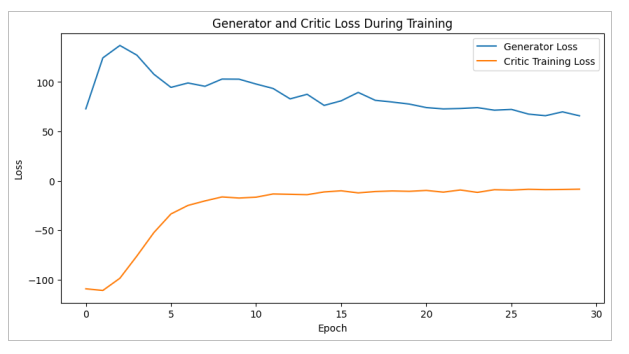 Generator and Critic Loss During Training
Generator Loss
Critic Training Loss
Loss
100
50
0
−50
−100
0 5 10 15 20 25 30
Epoch